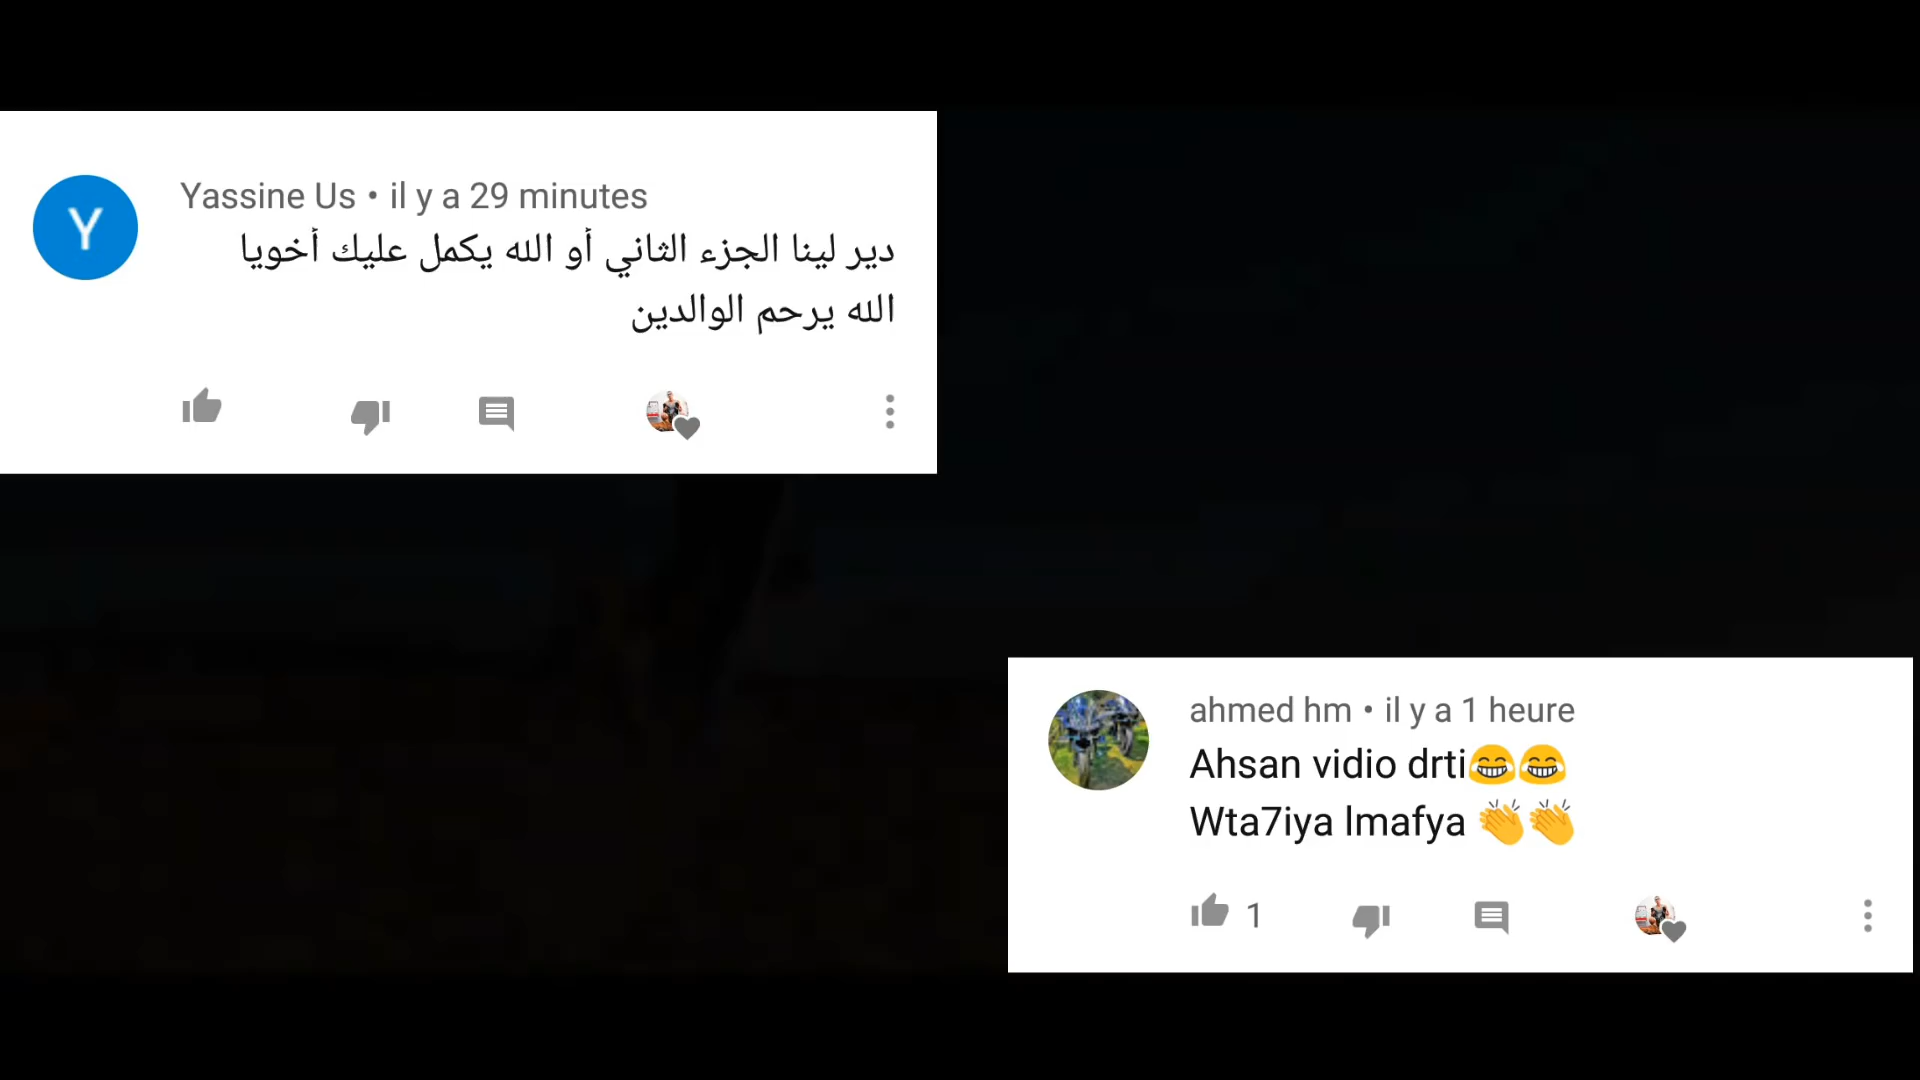 Y
Yassine Us • il y a 29 minutes
دير لينا الجزء الثاني أو الله يكمل عليك أخويا
الله يرحم الوالدين
ahmed hm • il y a 1 heure
Ahsan vidio drti😂😂
Wta7iya lmafya 👏👏
1